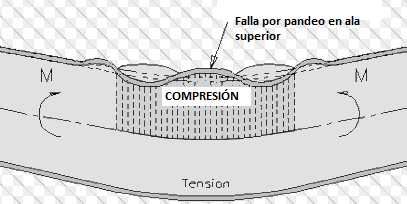 Falla por pandeo en ala
superior
M
M
COMPRESIÓN
Tension